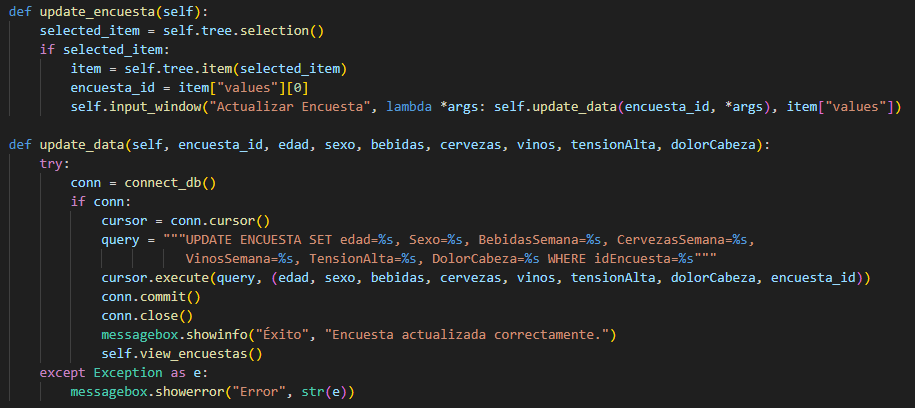 def update_encuesta(self):
    selected_item = self.tree.selection()
    if selected_item:
        item = self.tree.item(selected_item)
        encuesta_id = item["values"][0]
        self.input_window("Actualizar Encuesta", lambda *args: self.update_data(encuesta_id, *args), item["values"])

def update_data(self, encuesta_id, edad, sexo, bebidas, cervezas, vinos, tensionAlta, dolorCabeza):
    try:
        conn = connect_db()
        if conn:
            cursor = conn.cursor()
            query = """UPDATE ENCUESTA SET edad=%s, Sexo=%s, BebidasSemana=%s, CervezasSemana=%s,
                       VinosSemana=%s, TensionAlta=%s, DolorCabeza=%s WHERE idEncuesta=%s"""
            cursor.execute(query, (edad, sexo, bebidas, cervezas, vinos, tensionAlta, dolorCabeza, encuesta_id))
            conn.commit()
            conn.close()
            messagebox.showinfo("Éxito", "Encuesta actualizada correctamente.")
            self.view_encuestas()
    except Exception as e:
        messagebox.showerror("Error", str(e))